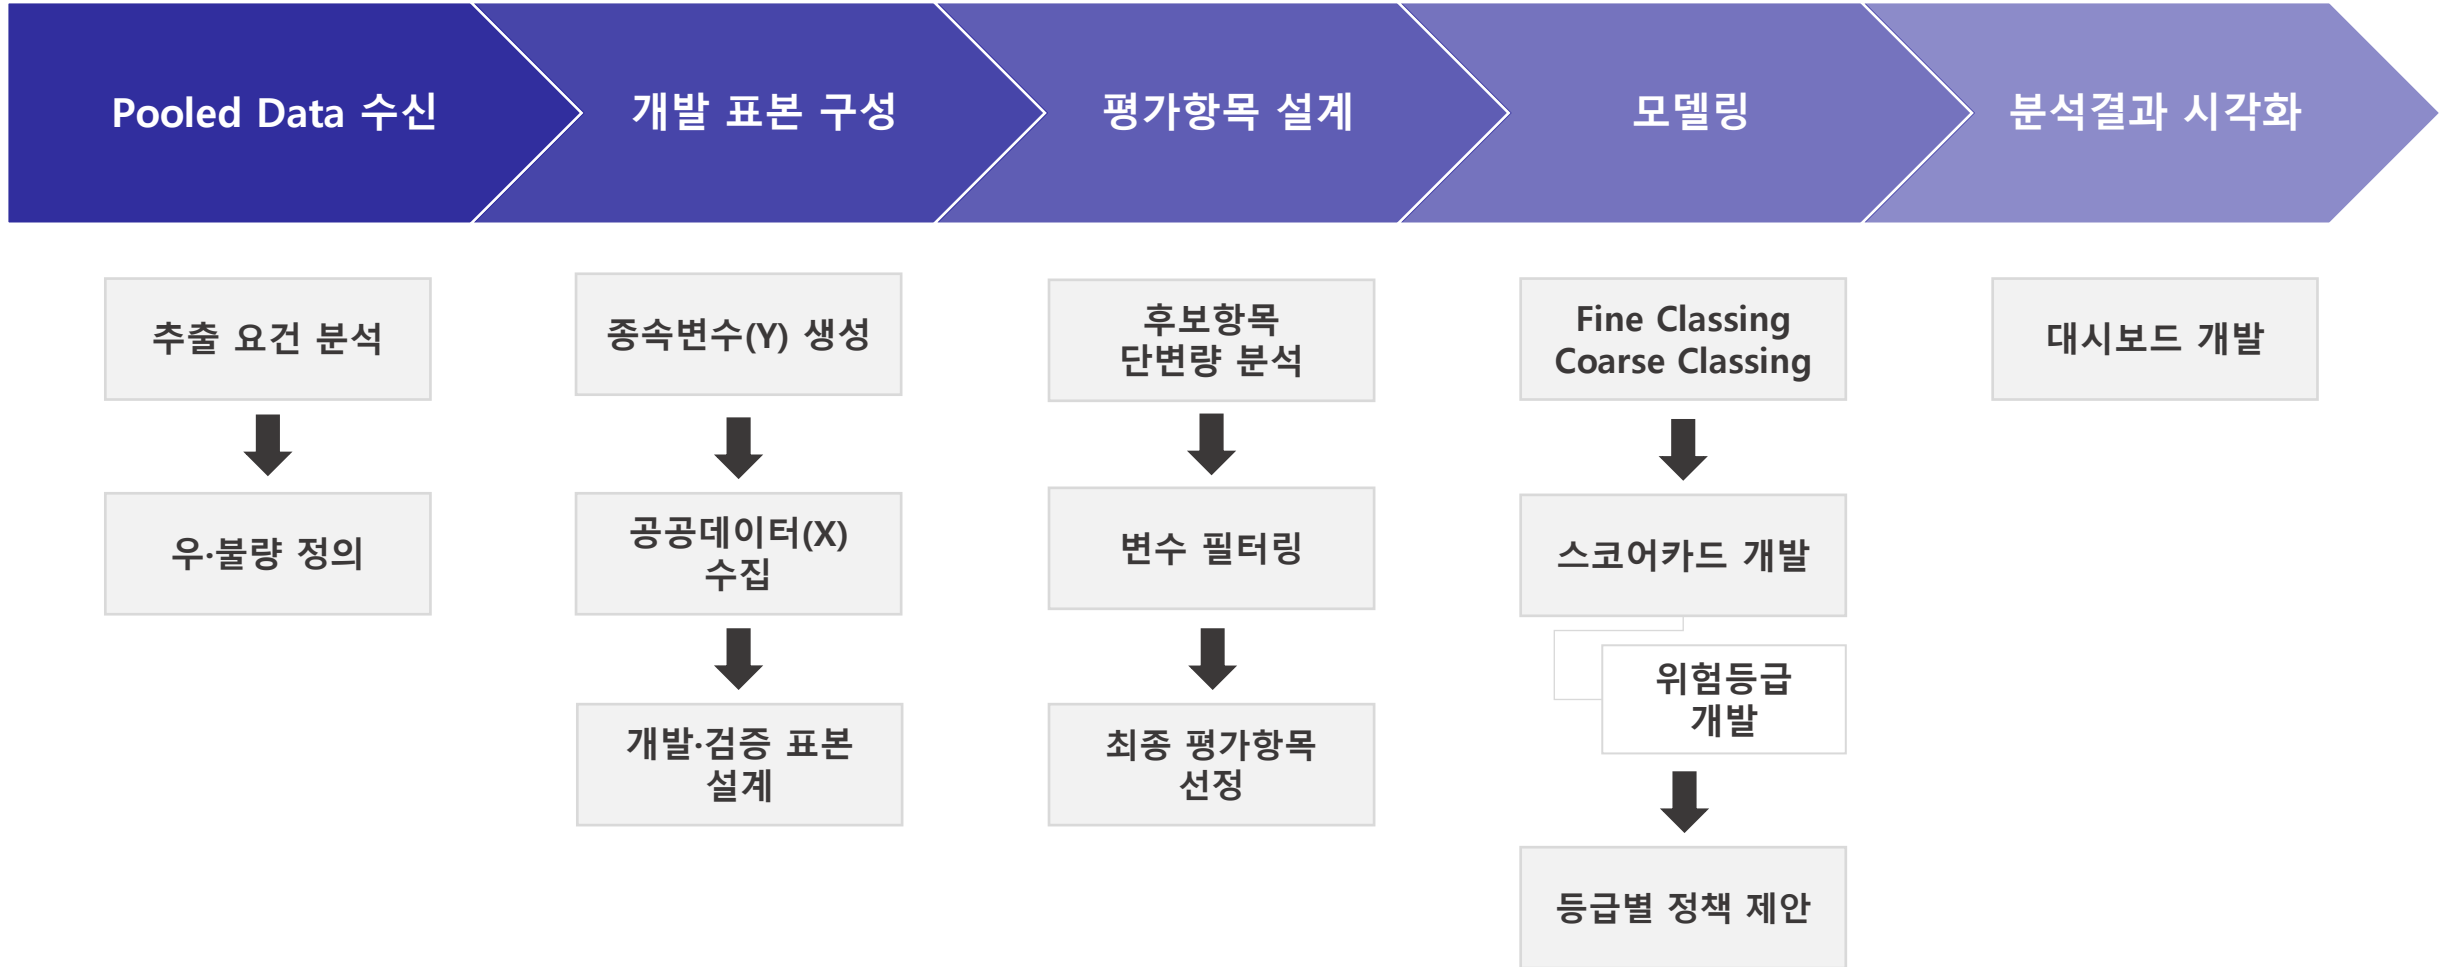 Pooled Data 수신
개발 표본 구성
평가항목 설계
모델링
분석결과 시각화
추출 요건 분석
우·불량 정의
종속변수(Y) 생성
공공데이터(X)
수집
개발·검증 표본
설계
후보항목
단변량 분석
변수 필터링
최종 평가항목
선정
Fine Classing
Coarse Classing
스코어카드 개발
위험등급
개발
등급별 정책 제안
대시보드 개발